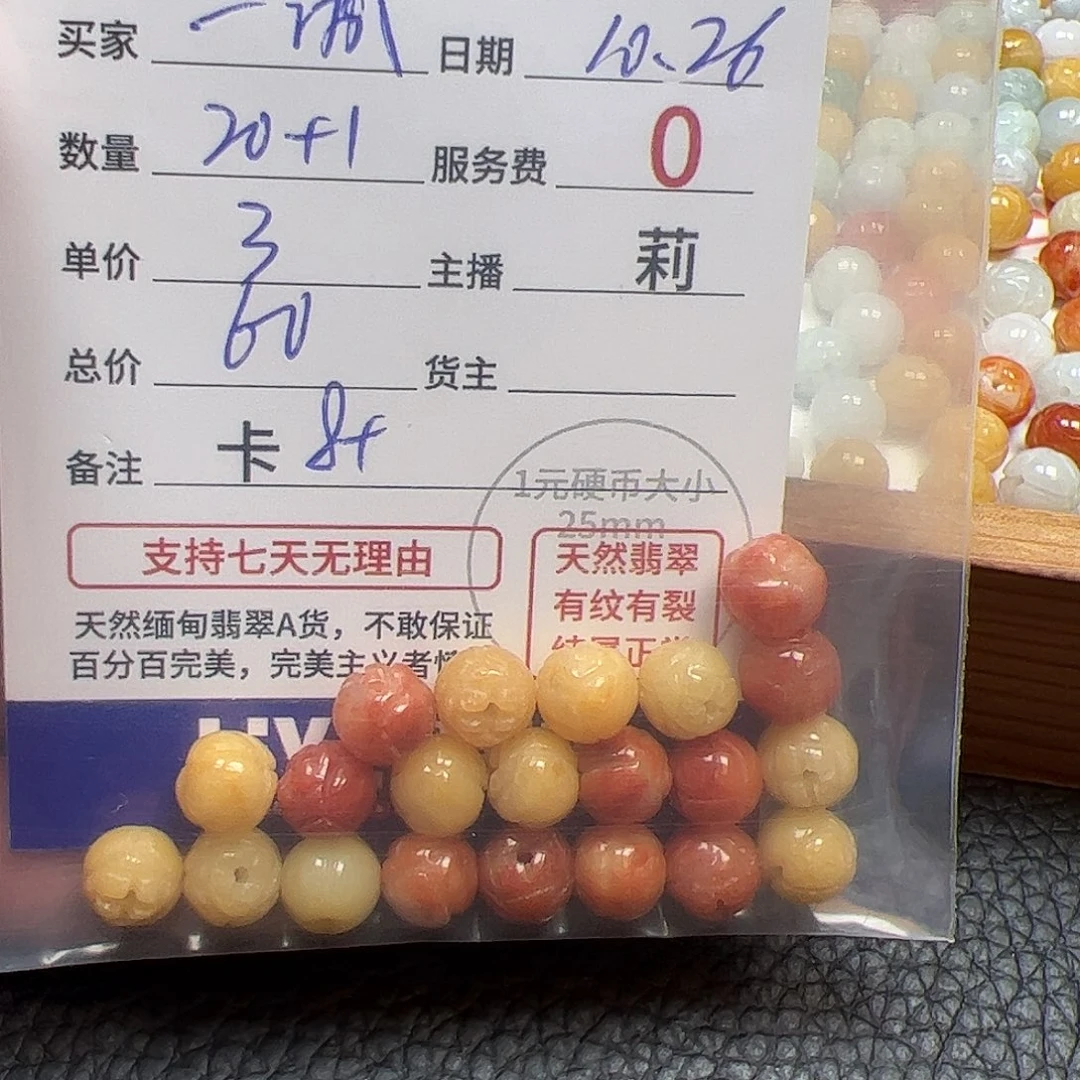 买家 日期 10.26
数量 20+1 服务费 0
单价 3 主播 莉
总价 60 货主
备注 卡 8+
1元硬币大小
25mm
支持七天无理由
天然翡翠
有纹有裂
天然缅甸翡翠A货，不敢保证
百分百完美，完美主义者